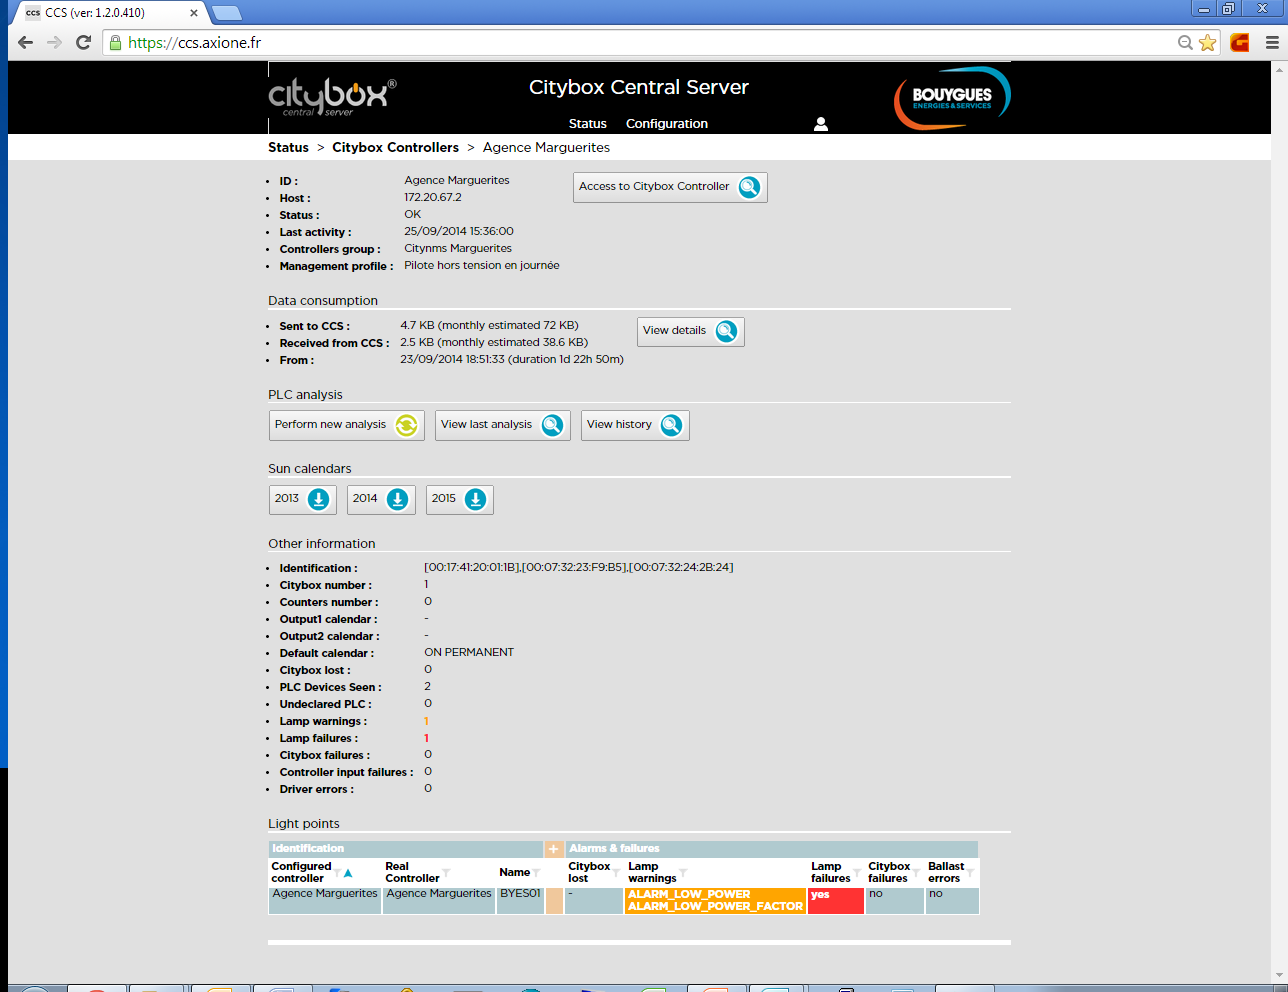 ccs CCS (ver: 1.2.0.410)
https://ccs.axione.fr
citybox®
central server
Citybox Central Server
BOUYGUES
ENERGIES & SERVICES
Status Configuration
Status > Citybox Controllers > Agence Marguerites
ID : Agence Marguerites
Access to Citybox Controller
Host : 172.20.67.2
Status : OK
Last activity : 25/09/2014 15:36:00
Controllers group : Citynms Marguerites
Management profile : Pilote hors tension en journée
Data consumption
Sent to CCS : 4.7 KB (monthly estimated 72 KB)
View details
Received from CCS : 2.5 KB (monthly estimated 38.6 KB)
From : 23/09/2014 18:51:33 (duration 1d 22h 50m)
PLC analysis
Perform new analysis View last analysis View history
Sun calendars
2013 2014 2015
Other information
Identification : [00:17:41:20:01:1B],[00:07:32:23:F9:B5],[00:07:32:24:2B:24]
Citybox number : 1
Counters number : 0
Output1 calendar : -
Output2 calendar : -
Default calendar : ON PERMANENT
Citybox lost : 0
PLC Devices Seen : 2
Undeclared PLC : 0
Lamp warnings : 1
Lamp failures : 1
Citybox failures : 0
Controller input failures : 0
Driver errors : 0
Light points
Identification + Alarms & failures
Configured controller Real Controller Name Citybox lost Lamp warnings Lamp failures Citybox failures Ballast errors
Agence Marguerites Agence Marguerites BYES01 - ALARM_LOW_POWER yes no no
ALARM_LOW_POWER_FACTOR